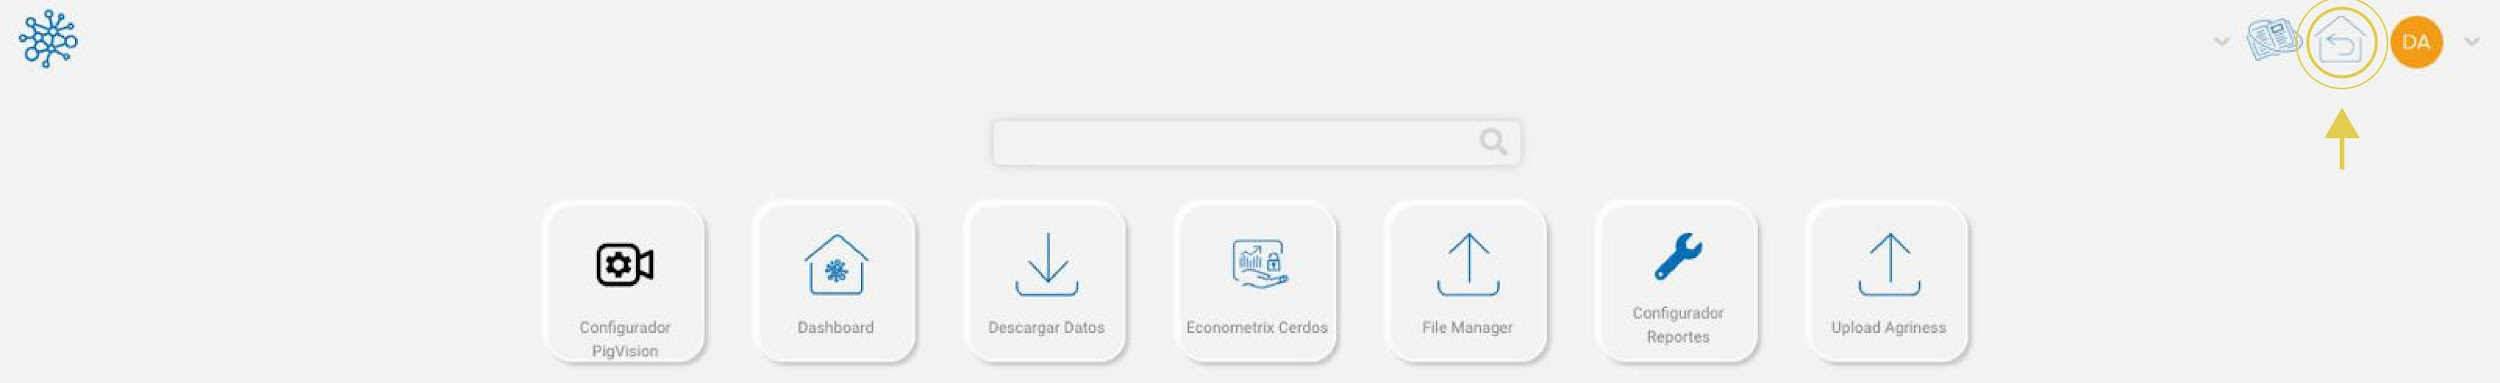 DA
Configurador
PigVision
Dashboard
Descargar Datos
Econometrix Cerdos
File Manager
Configurador
Reportes
Upload Agriness